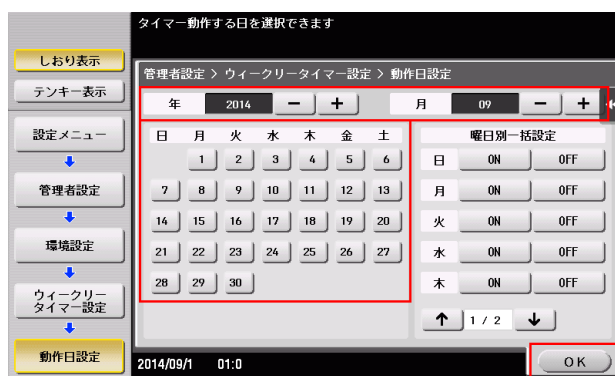 タイマー動作する日を選択できます
しおり表示
テンキー表示
設定メニュー
管理者設定
環境設定
ウィークリー
タイマー設定
動作日設定
管理者設定 > ウィークリータイマー設定 > 動作日設定
年 2014 − + 月 09 − +
日 月 火 水 木 金 土
1 2 3 4 5 6
7 8 9 10 11 12 13
14 15 16 17 18 19 20
21 22 23 24 25 26 27
28 29 30
曜日別一括設定
日 ON OFF
月 ON OFF
火 ON OFF
水 ON OFF
木 ON OFF
↑ 1 / 2 ↓
2014/09/1 01:0
OK